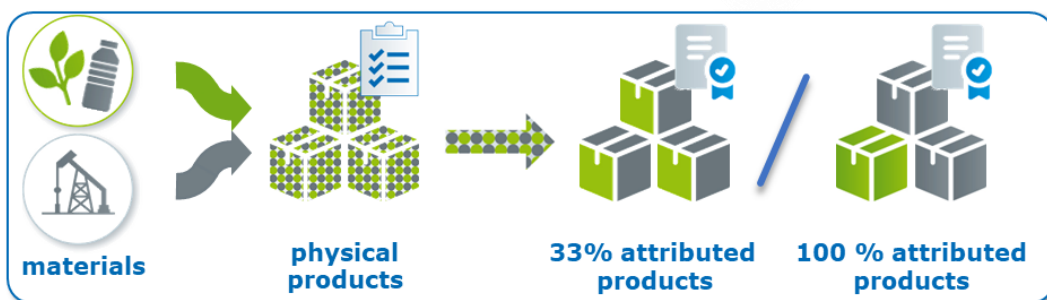 materials
physical
products
33% attributed
products
100 % attributed
products